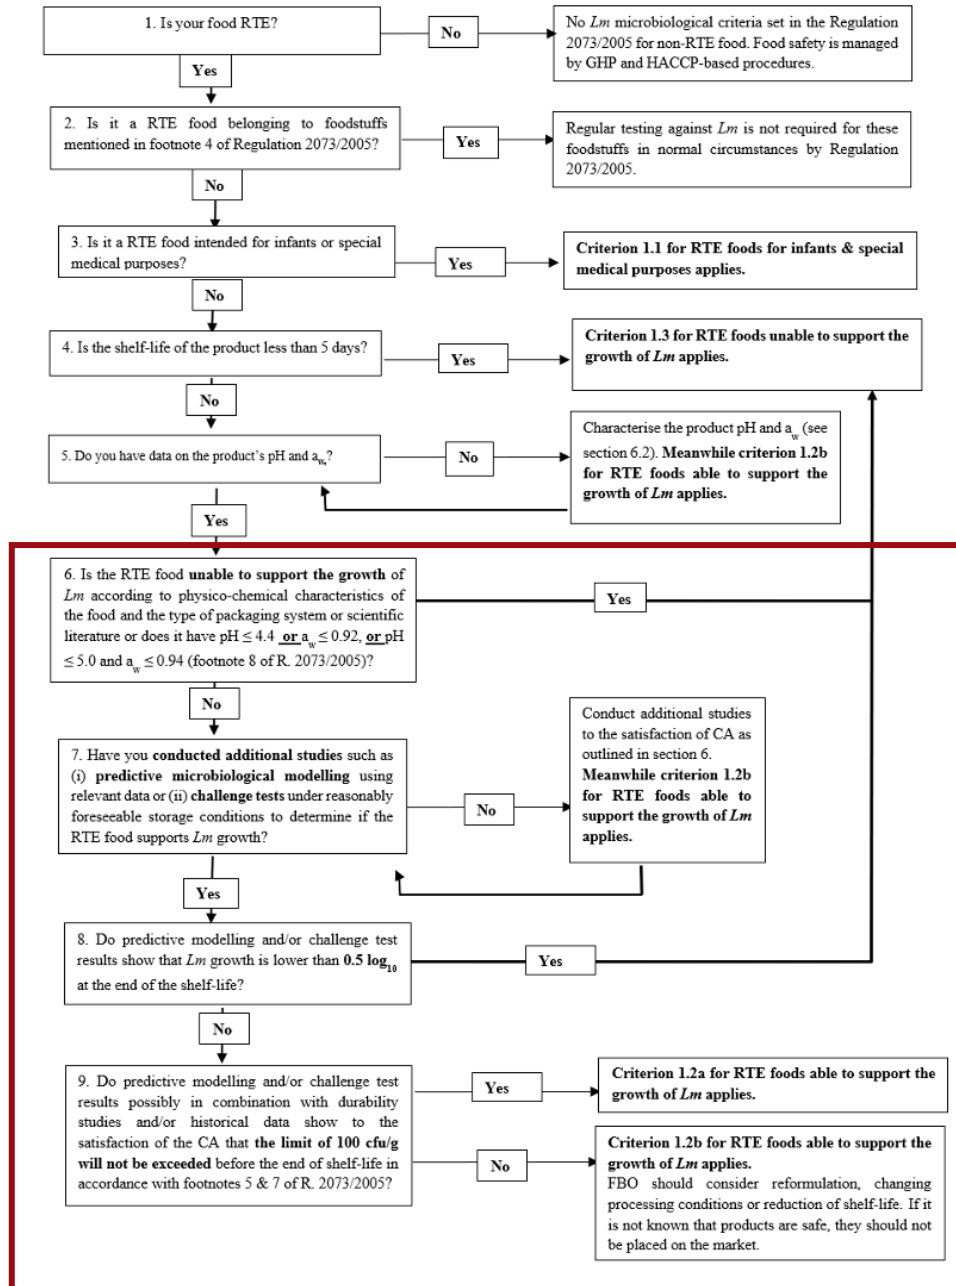 1. Is your food RTE?
No
No Lm microbiological criteria set in the Regulation
2073/2005 for non-RTE food. Food safety is managed
by GHP and HACCP-based procedures.
Yes
2. Is it a RTE food belonging to foodstuffs
mentioned in footnote 4 of Regulation 2073/2005?
Yes
Regular testing against Lm is not required for these
foodstuffs in normal circumstances by Regulation
2073/2005.
No
3. Is it a RTE food intended for infants or special
medical purposes?
Yes
Criterion 1.1 for RTE foods for infants & special
medical purposes applies.
No
4. Is the shelf-life of the product less than 5 days?
Yes
Criterion 1.3 for RTE foods unable to support the
growth of Lm applies.
No
5. Do you have data on the product's pH and aw?
No
Characterise the product pH and aw (see
section 6.2). Meanwhile criterion 1.2b
for RTE foods able to support the
growth of Lm applies.
Yes
6. Is the RTE food unable to support the growth of
Lm according to physico-chemical characteristics of
the food and the type of packaging system or scientific
literature or does it have pH ≤ 4.4 or aw ≤ 0.92, or pH
≤ 5.0 and aw ≤ 0.94 (footnote 8 of R. 2073/2005)?
Yes
No
7. Have you conducted additional studies such as
(i) predictive microbiological modelling using
relevant data or (ii) challenge tests under reasonably
foreseeable storage conditions to determine if the
RTE food supports Lm growth?
No
Conduct additional studies
to the satisfaction of CA as
outlined in section 6.
Meanwhile criterion 1.2b
for RTE foods able to
support the growth of Lm
applies.
Yes
8. Do predictive modelling and/or challenge test
results show that Lm growth is lower than 0.5 log10
at the end of the shelf-life?
Yes
No
9. Do predictive modelling and/or challenge test
results possibly in combination with durability
studies and/or historical data show to the
satisfaction of the CA that the limit of 100 cfu/g
will not be exceeded before the end of shelf-life in
accordance with footnotes 5 & 7 of R. 2073/2005?
Yes
Criterion 1.2a for RTE foods able to support the
growth of Lm applies.
No
Criterion 1.2b for RTE foods able to support the
growth of Lm applies.
FBO should consider reformulation, changing
processing conditions or reduction of shelf-life. If it
is not known that products are safe, they should not
be placed on the market.